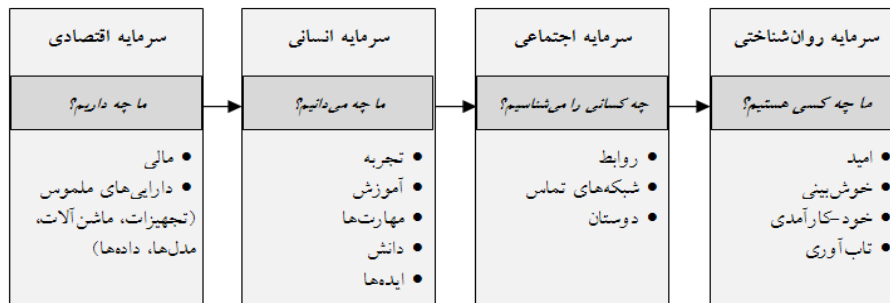 سرمایه اقتصادی
ما چه داریم؟
• مالی
• دارایی‌های ملموس
(تجهیزات، ماشن‌آلات،
مدل‌ها، داده‌ها)
سرمایه انسانی
ما چه می‌دانیم؟
• تجربه
• آموزش
• مهارت‌ها
• دانش
• ایده‌ها
سرمایه اجتماعی
چه کسانی را می‌شناسیم؟
• روابط
• شبکه‌های تماس
• دوستان
سرمایه روان‌شناختی
ما چه کسی هستیم؟
• امید
• خوش‌بینی
• خود-کارآمدی
• تاب‌آوری